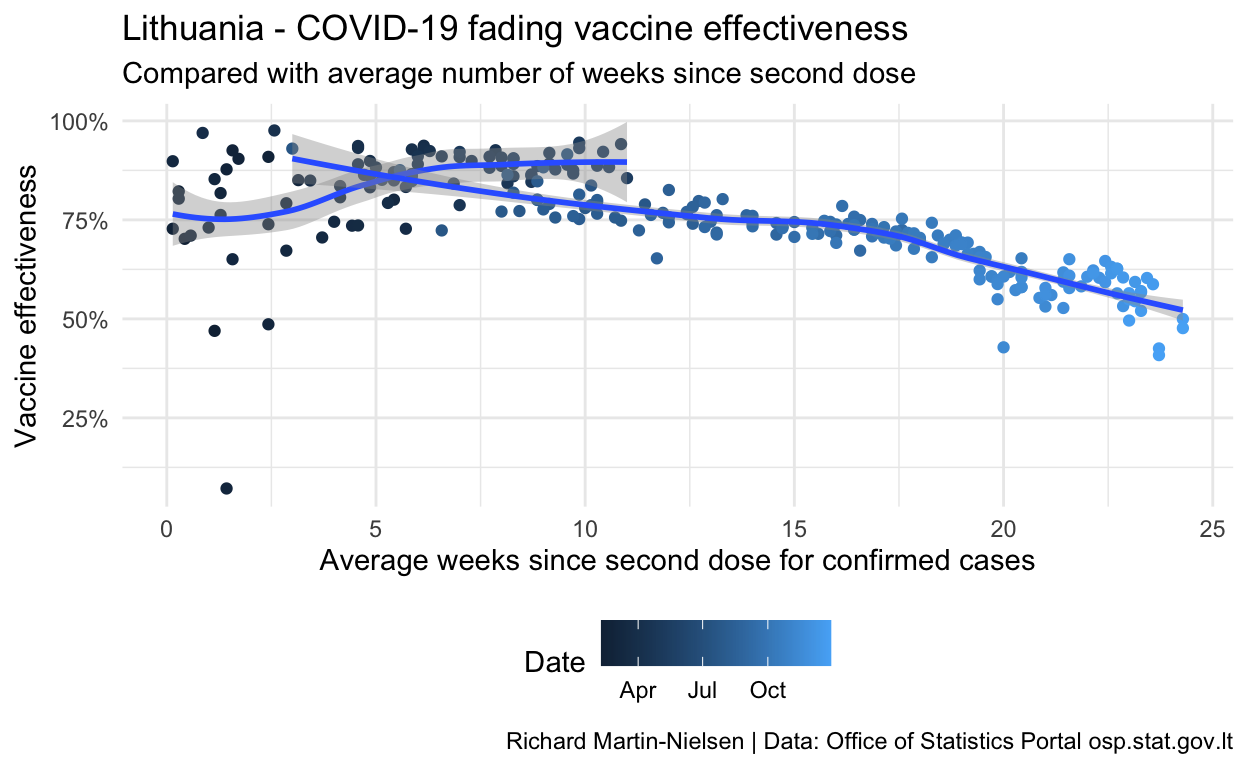 Lithuania - COVID-19 fading vaccine effectiveness
Compared with average number of weeks since second dose
100%
75%
50%
25%
Vaccine effectiveness
0 5 10 15 20 25
Average weeks since second dose for confirmed cases
Date
Apr Jul Oct
Richard Martin-Nielsen | Data: Office of Statistics Portal osp.stat.gov.lt